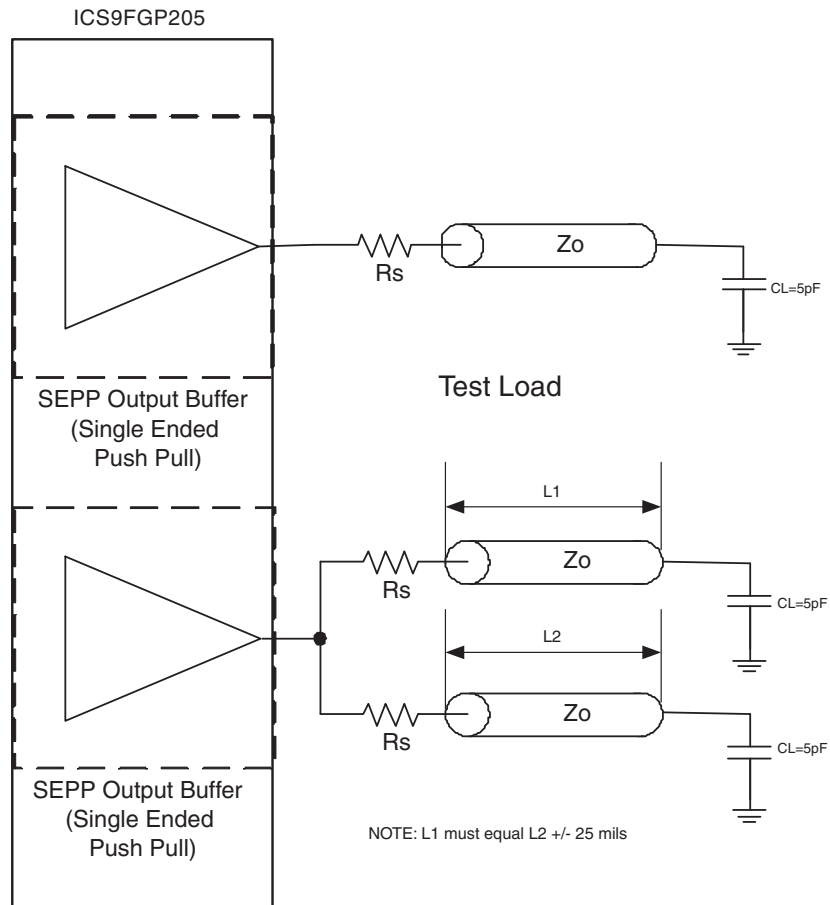 ICS9FGP205
Rs
Zo
CL=5pF
SEPP Output Buffer
(Single Ended
Push Pull)
Test Load
L1
Rs
Zo
CL=5pF
L2
Rs
Zo
CL=5pF
SEPP Output Buffer
(Single Ended
Push Pull)
NOTE: L1 must equal L2 +/- 25 mils